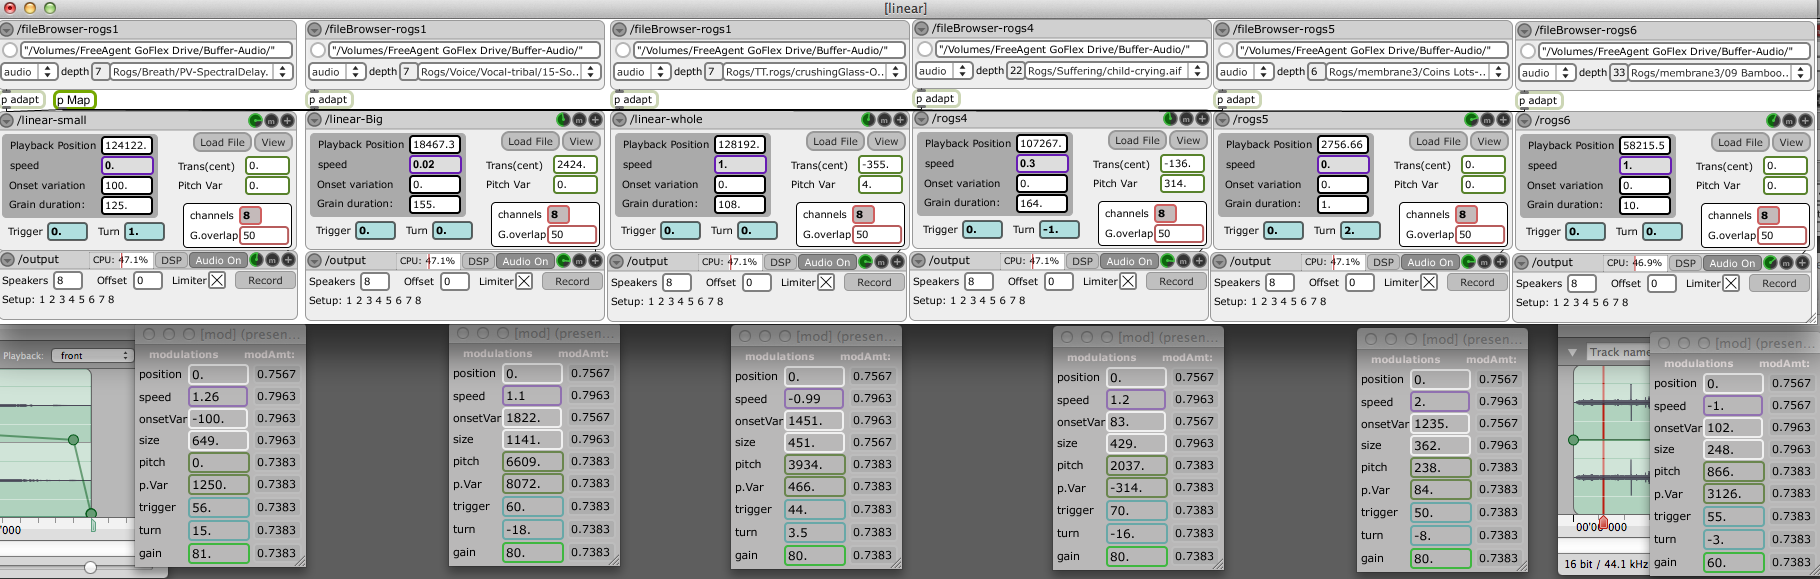 [linear]
/fileBrowser-rogs1
"/Volumes/FreeAgent GoFlex Drive/Buffer-Audio/"
audio depth 7 Rogs/Breath/PV-SpectralDelay.
p adapt p Map
/linear-small m +
Load File View
Playback Position 124122.
speed 0. Trans(cent) 0.
Onset variation 100. Pitch Var 0.
Grain duration: 125.
channels 8
Trigger 0. Turn 1. G.overlap 50
/output CPU: 47.1% DSP Audio On m +
Speakers 8 Offset 0 Limiter Record
Setup: 1 2 3 4 5 6 7 8
/fileBrowser-rogs1
"/Volumes/FreeAgent GoFlex Drive/Buffer-Audio/"
audio depth 7 Rogs/Voice/Vocal-tribal/15-So..
p adapt
/linear-Big m +
Load File View
Playback Position 18467.3
speed 0.02 Trans(cent) 2424.
Onset variation 0. Pitch Var 0.
Grain duration: 155.
channels 8
Trigger 0. Turn 0. G.overlap 50
/output CPU: 47.1% DSP Audio On m +
Speakers 8 Offset 0 Limiter Record
Setup: 1 2 3 4 5 6 7 8
/fileBrowser-rogs1
"/Volumes/FreeAgent GoFlex Drive/Buffer-Audio/"
audio depth 7 Rogs/TT.rogs/crushingGlass-O..
p adapt
/linear-whole m +
Load File View
Playback Position 128192.
speed 1. Trans(cent) -355.
Onset variation 0. Pitch Var 4.
Grain duration: 108.
channels 8
Trigger 0. Turn 0. G.overlap 50
/output CPU: 47.1% DSP Audio On m +
Speakers 8 Offset 0 Limiter Record
Setup: 1 2 3 4 5 6 7 8
/fileBrowser-rogs4
"/Volumes/FreeAgent GoFlex Drive/Buffer-Audio/"
audio depth 22 Rogs/Suffering/child-crying.aif
p adapt
/rogs4 m +
Load File View
Playback Position 107267.
speed 0.3 Trans(cent) -136.
Onset variation 0. Pitch Var 314.
Grain duration: 164.
channels 8
Trigger 0. Turn -1. G.overlap 50
/output CPU: 47.1% DSP Audio On m +
Speakers 8 Offset 0 Limiter Record
Setup: 1 2 3 4 5 6 7 8
/fileBrowser-rogs5
"/Volumes/FreeAgent GoFlex Drive/Buffer-Audio/"
audio depth 6 Rogs/membrane3/Coins Lots-..
p adapt
/rogs5 m +
Load File View
Playback Position 2756.66
speed 0. Trans(cent) 0.
Onset variation 0. Pitch Var 0.
Grain duration: 1.
channels 8
Trigger 0. Turn 2. G.overlap 50
/output CPU: 47.1% DSP Audio On m +
Speakers 8 Offset 0 Limiter Record
Setup: 1 2 3 4 5 6 7 8
/fileBrowser-rogs6
"/Volumes/FreeAgent GoFlex Drive/Buffer-Audio/"
audio depth 33 Rogs/membrane3/09 Bamboo..
p adapt
/rogs6 m +
Load File View
Playback Position 58215.5
speed 1. Trans(cent) 0.
Onset variation 0. Pitch Var 0.
Grain duration: 10.
channels 8
Trigger 0. Turn 0. G.overlap 50
/output CPU: 46.9% DSP Audio On m +
Speakers 8 Offset 0 Limiter Record
Setup: 1 2 3 4 5 6 7 8
Playback: front
'000
[mod] (presen...
modulations modAmt:
position 0. 0.7567
speed 1.26 0.7963
onsetVar -100. 0.7963
size 649. 0.7963
pitch 0. 0.7383
p.Var 1250. 0.7383
trigger 56. 0.7383
turn 15. 0.7383
gain 81. 0.7383
[mod] (presen...
modulations modAmt:
position 0. 0.7567
speed 1.1 0.7963
onsetVar 1822. 0.7567
size 1141. 0.7963
pitch 6609. 0.7383
p.Var 8072. 0.7383
trigger 60. 0.7383
turn -18. 0.7383
gain 80. 0.7383
[mod] (presen...
modulations modAmt:
position 0. 0.7567
speed -0.99 0.7963
onsetVar 1451. 0.7963
size 451. 0.7567
pitch 3934. 0.7383
p.Var 466. 0.7383
trigger 44. 0.7383
turn 3.5 0.7383
gain 80. 0.7383
[mod] (presen...
modulations modAmt:
position 0. 0.7567
speed 1.2 0.7963
onsetVar 83. 0.7567
size 429. 0.7963
pitch 2037. 0.7383
p.Var -314. 0.7383
trigger 70. 0.7383
turn -16. 0.7383
gain 80. 0.7383
[mod] (presen...
modulations modAmt:
position 0. 0.7567
speed 2. 0.7963
onsetVar 1235. 0.7567
size 362. 0.7963
pitch 238. 0.7383
p.Var 84. 0.7383
trigger 50. 0.7383
turn -8. 0.7383
gain 80. 0.7383
Track name
16 bit / 44.1 kHz
[mod] (presen...
modulations modAmt:
position 0. 0.7567
speed -1. 0.7567
onsetVar 102. 0.7963
size 248. 0.7963
pitch 866. 0.7383
p.Var 3126. 0.7383
trigger 55. 0.7383
turn -3. 0.7383
gain 60. 0.7383